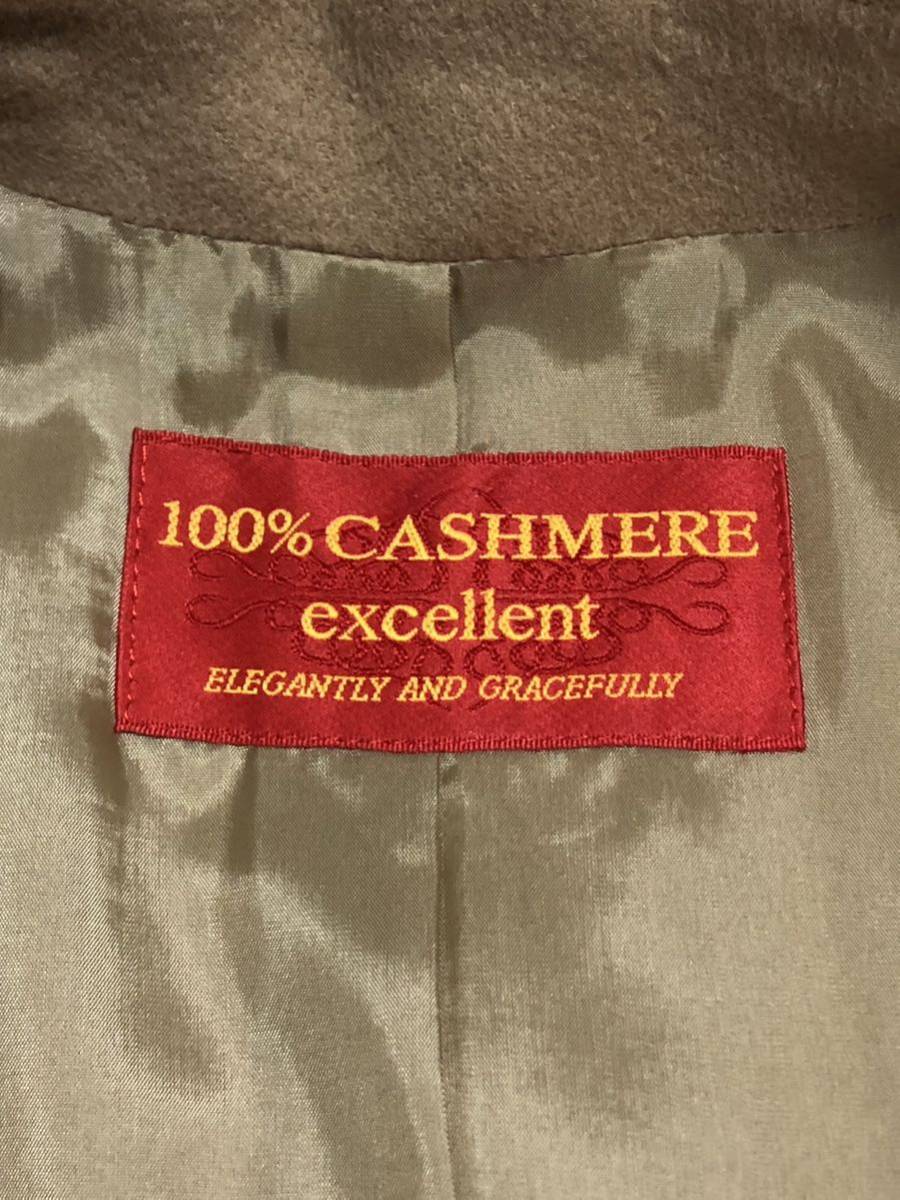 100% CASHMERE
excellent
ELEGANTLY AND GRACEFULLY